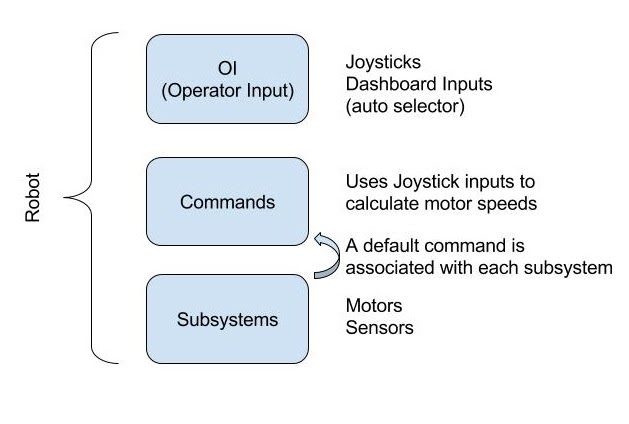 Robot
OI
(Operator Input)
Joysticks
Dashboard Inputs
(auto selector)
Commands
Uses Joystick inputs to
calculate motor speeds
A default command is
associated with each subsystem
Subsystems
Motors
Sensors